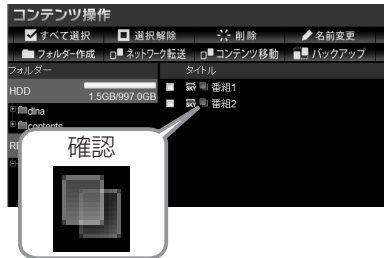 コンテンツ操作
すべて選択 選択解除 削除 名前変更
フォルダー作成 ネットワーク転送 コンテンツ移動 バックアップ
フォルダー タイトル
HDD
1.5GB/997.0GB
SKY 番組1
dlna SKY 番組2
contents
確認